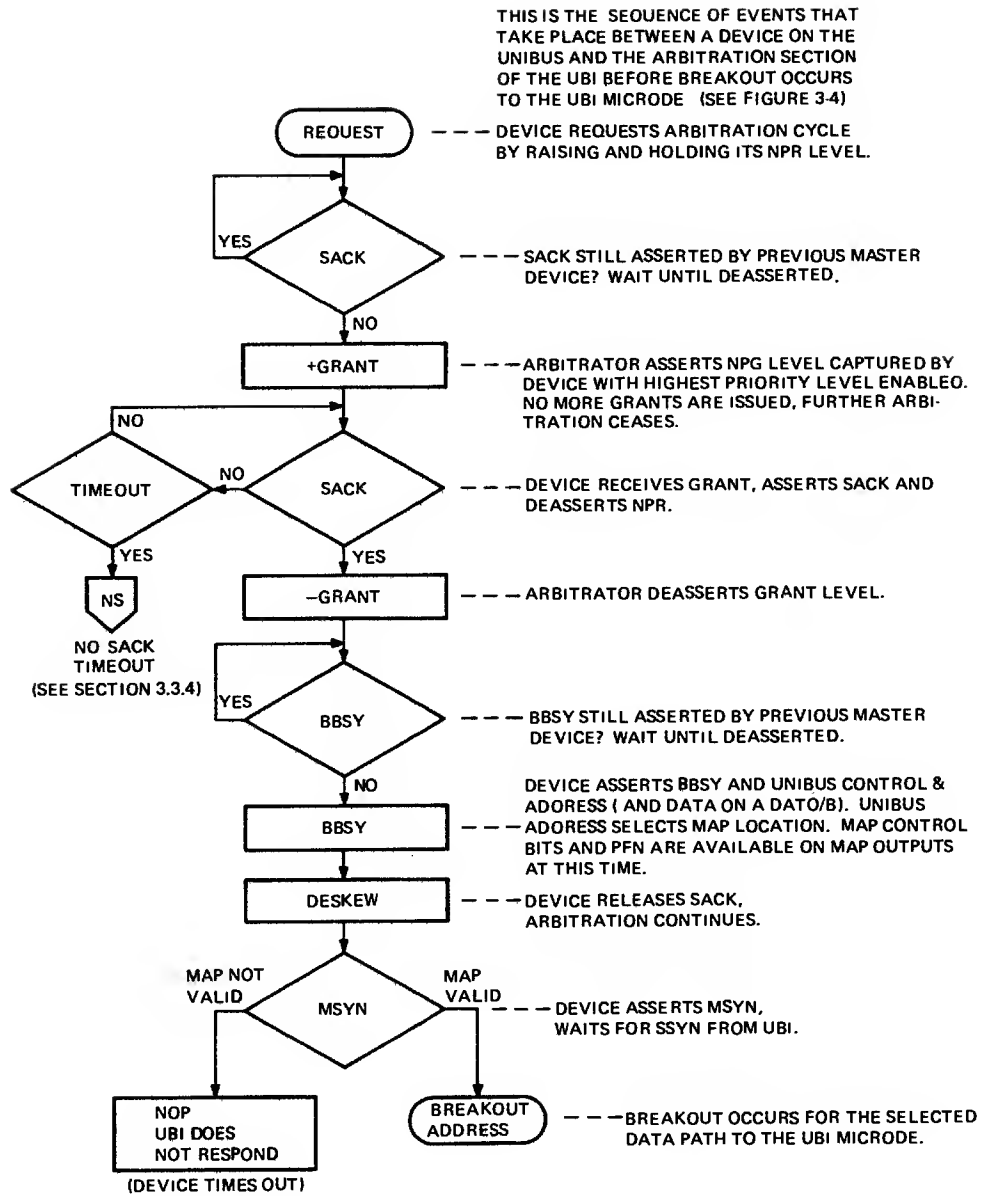 THIS IS THE SEQUENCE OF EVENTS THAT
TAKE PLACE BETWEEN A DEVICE ON THE
UNIBUS AND THE ARBITRATION SECTION
OF THE UBI BEFORE BREAKOUT OCCURS
TO THE UBI MICRODE (SEE FIGURE 3-4)
REQUEST
DEVICE REQUESTS ARBITRATION CYCLE
BY RAISING AND HOLDING ITS NPR LEVEL.
YES
SACK
SACK STILL ASSERTED BY PREVIOUS MASTER
DEVICE? WAIT UNTIL DEASSERTED.
NO
+GRANT
ARBITRATOR ASSERTS NPG LEVEL CAPTURED BY
DEVICE WITH HIGHEST PRIORITY LEVEL ENABLEO.
NO MORE GRANTS ARE ISSUED, FURTHER ARBI-
TRATION CEASES.
NO
TIMEOUT
NO
SACK
DEVICE RECEIVES GRANT, ASSERTS SACK AND
DEASSERTS NPR.
YES
YES
NS
NO SACK
TIMEOUT
(SEE SECTION 3.3.4)
−GRANT
ARBITRATOR DEASSERTS GRANT LEVEL.
YES
BBSY
BBSY STILL ASSERTED BY PREVIOUS MASTER
DEVICE? WAIT UNTIL DEASSERTED.
NO
BBSY
DEVICE ASSERTS BBSY AND UNIBUS CONTROL &
ADORESS ( AND DATA ON A DATO/B). UNIBUS
ADDRESS SELECTS MAP LOCATION. MAP CONTROL
BITS AND PFN ARE AVAILABLE ON MAP OUTPUTS
AT THIS TIME.
DESKEW
DEVICE RELEASES SACK,
ARBITRATION CONTINUES.
MAP NOT
VALID
MSYN
MAP
VALID
DEVICE ASSERTS MSYN,
WAITS FOR SSYN FROM UBI.
NOP
UBI DOES
NOT RESPOND
(DEVICE TIMES OUT)
BREAKOUT
ADDRESS
BREAKOUT OCCURS FOR THE SELECTED
DATA PATH TO THE UBI MICRODE.